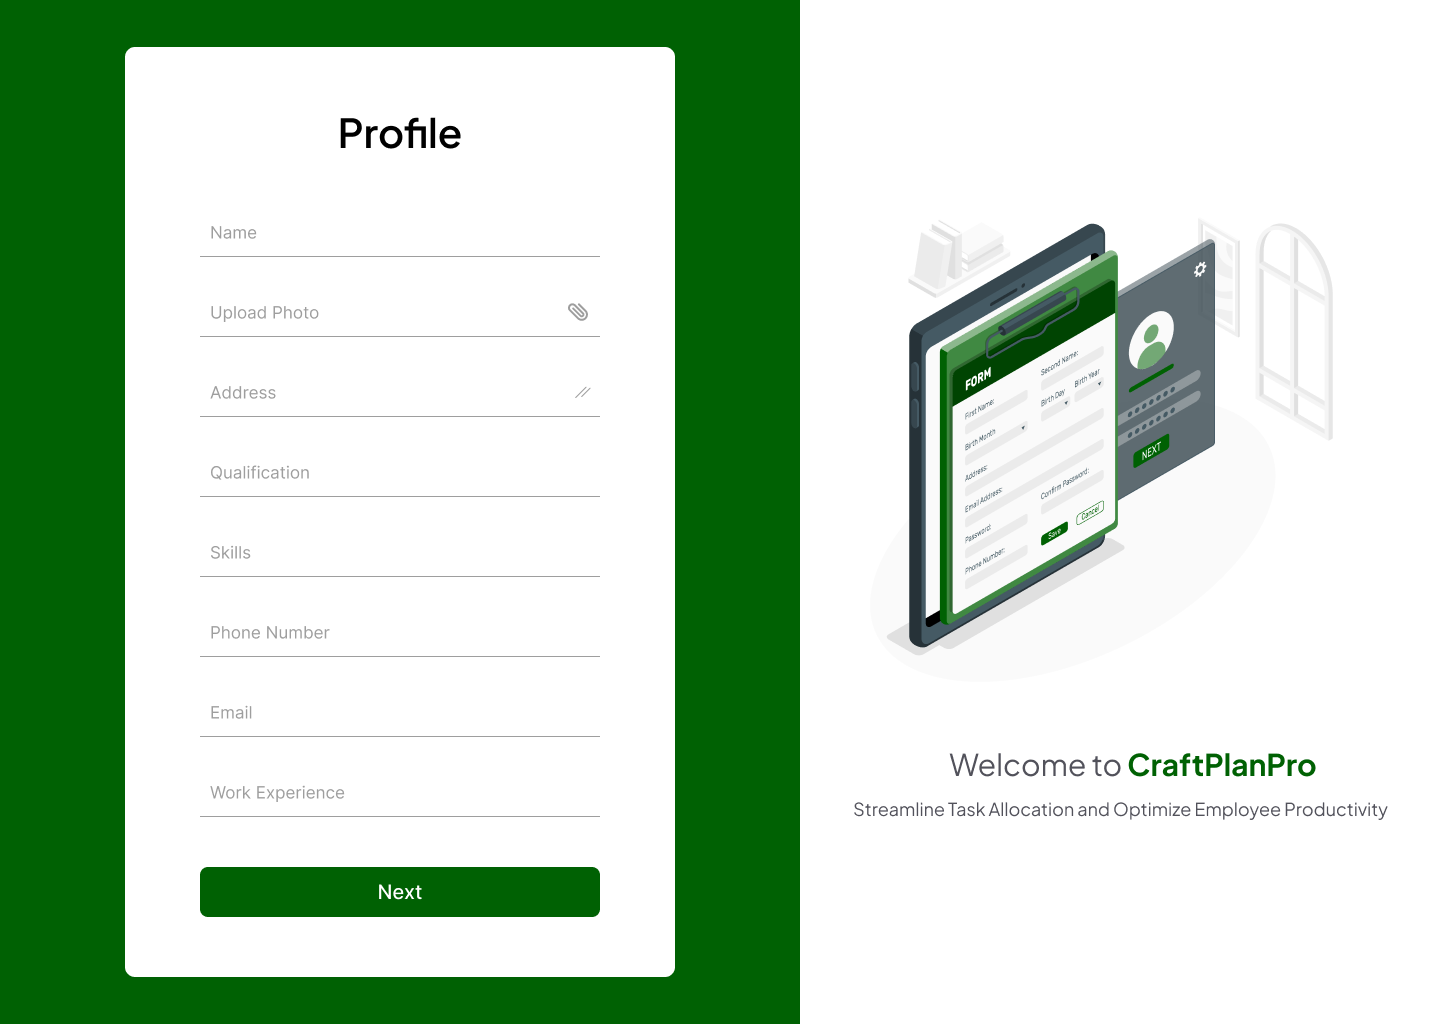 Profile
Name
Upload Photo
Address
Qualification
Skills
Phone Number
Email
Work Experience
Next
FORM
First Name:
Second Name:
Birth Month
Birth Day
Birth Year
Address:
Email Address:
Password:
Confirm Password:
Phone Number:
Save
Cancel
NEXT
Welcome to CraftPlanPro
Streamline Task Allocation and Optimize Employee Productivity